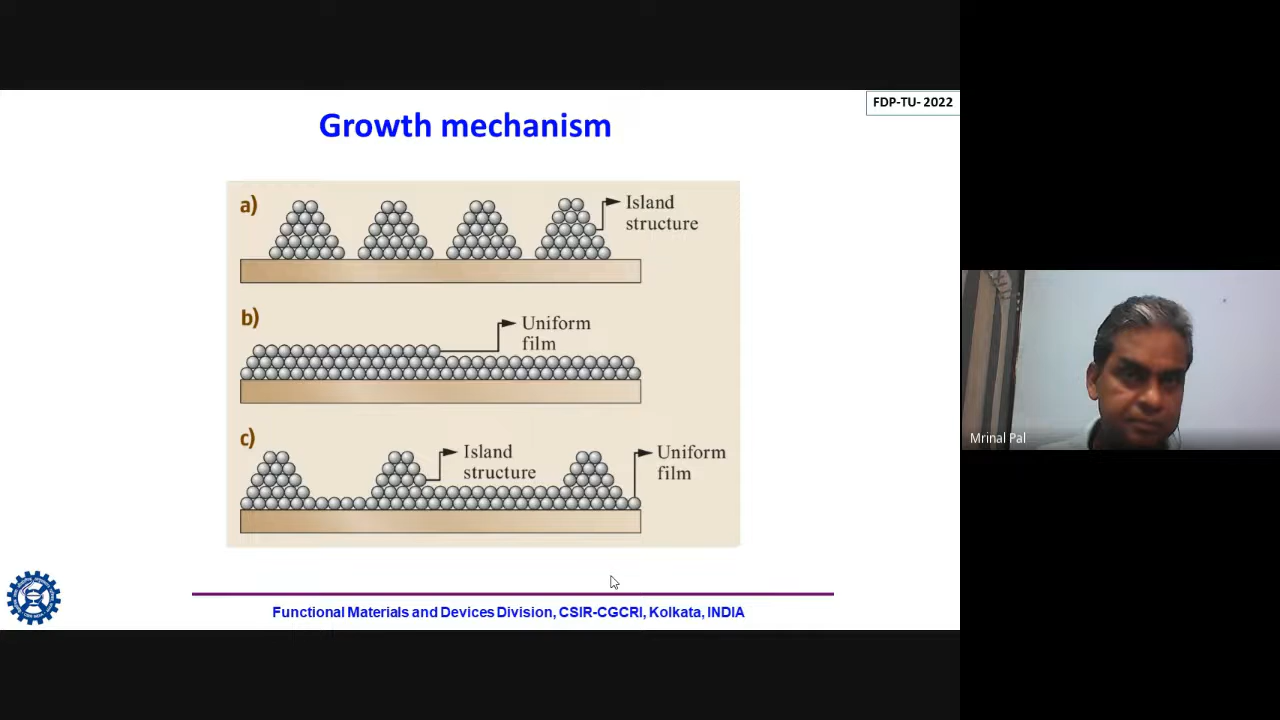 FDP-TU- 2022
Growth mechanism
a)
Island
structure
b)
Uniform
film
c)
Island
structure
Uniform
film
Mrinal Pal
Functional Materials and Devices Division, CSIR-CGCRI, Kolkata, INDIA